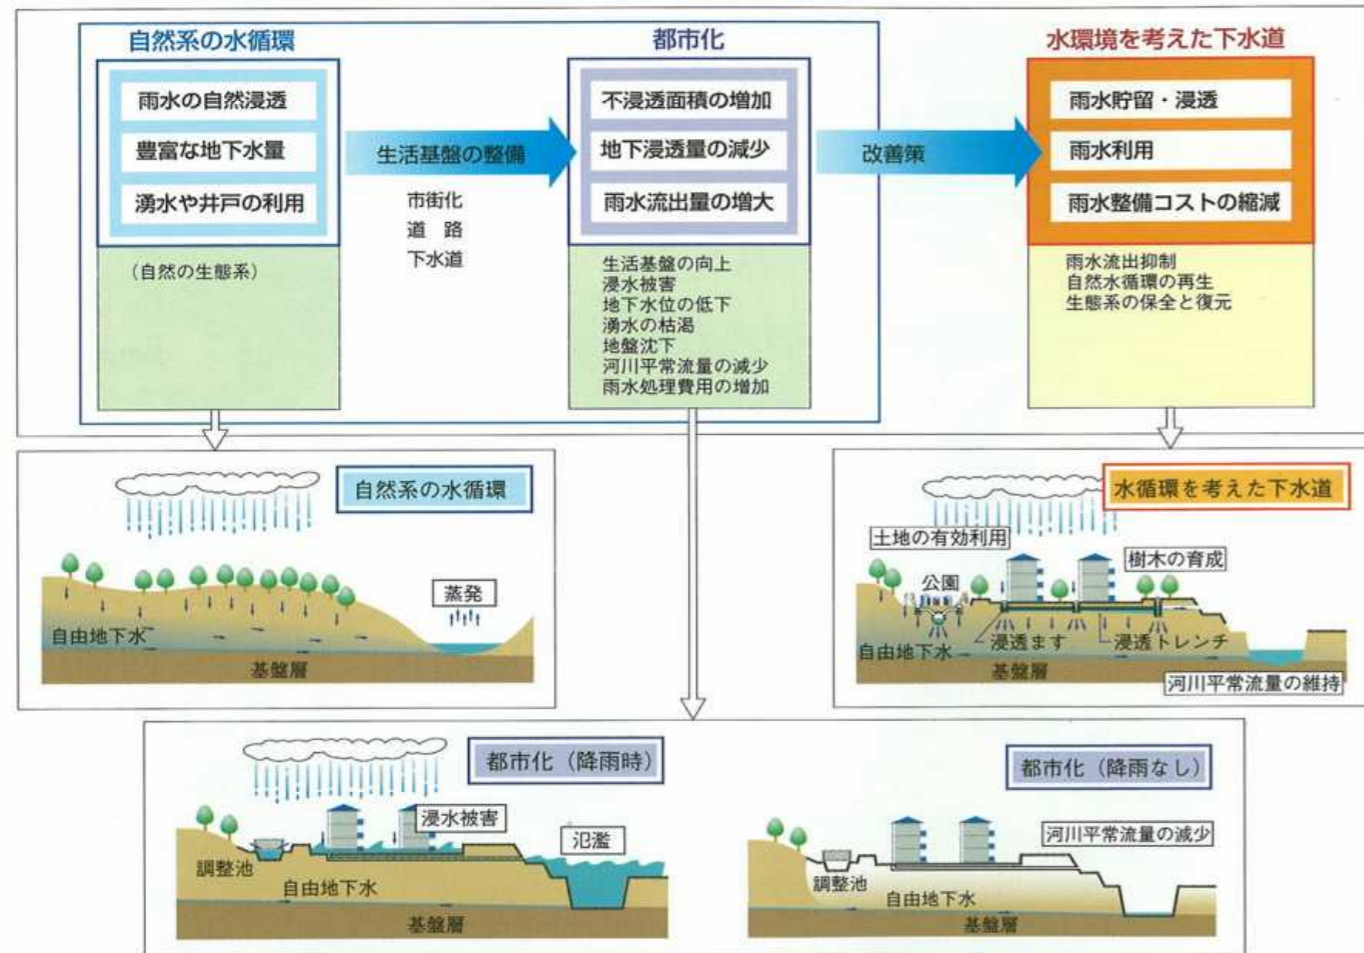 自然系の水循環
雨水の自然浸透
豊富な地下水量
湧水や井戸の利用
(自然の生態系)
生活基盤の整備
市街化
道　路
下水道
都市化
不浸透面積の増加
地下浸透量の減少
雨水流出量の増大
生活基盤の向上
浸水被害
地下水位の低下
湧水の枯渇
地盤沈下
河川平常流量の減少
雨水処理費用の増加
改善策
水環境を考えた下水道
雨水貯留・浸透
雨水利用
雨水整備コストの縮減
雨水流出抑制
自然水循環の再生
生態系の保全と復元
自然系の水循環
蒸発
自由地下水
基盤層
水循環を考えた下水道
土地の有効利用
樹木の育成
公園
浸透ます
浸透トレンチ
自由地下水
基盤層
河川平常流量の維持
都市化（降雨時）
浸水被害
氾濫
調整池
自由地下水
基盤層
都市化（降雨なし）
河川平常流量の減少
調整池
自由地下水
基盤層